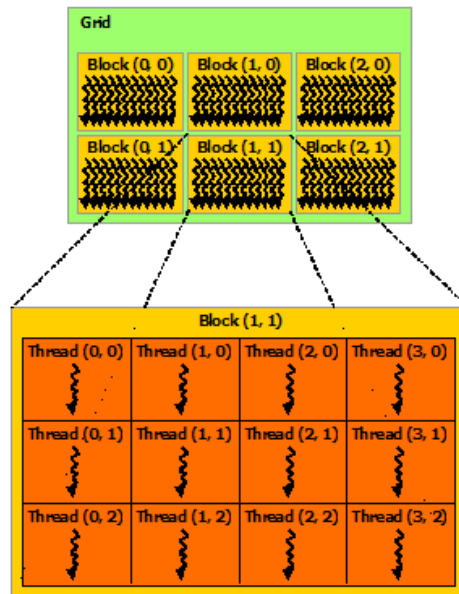 Grid
Block (0, 0) Block (1, 0) Block (2, 0)
Block (0, 1) Block (1, 1) Block (2, 1)
Block (1, 1)
Thread (0, 0) Thread (1, 0) Thread (2, 0) Thread (3, 0)
Thread (0, 1) Thread (1, 1) Thread (2, 1) Thread (3, 1)
Thread (0, 2) Thread (1, 2) Thread (2, 2) Thread (3, 2)